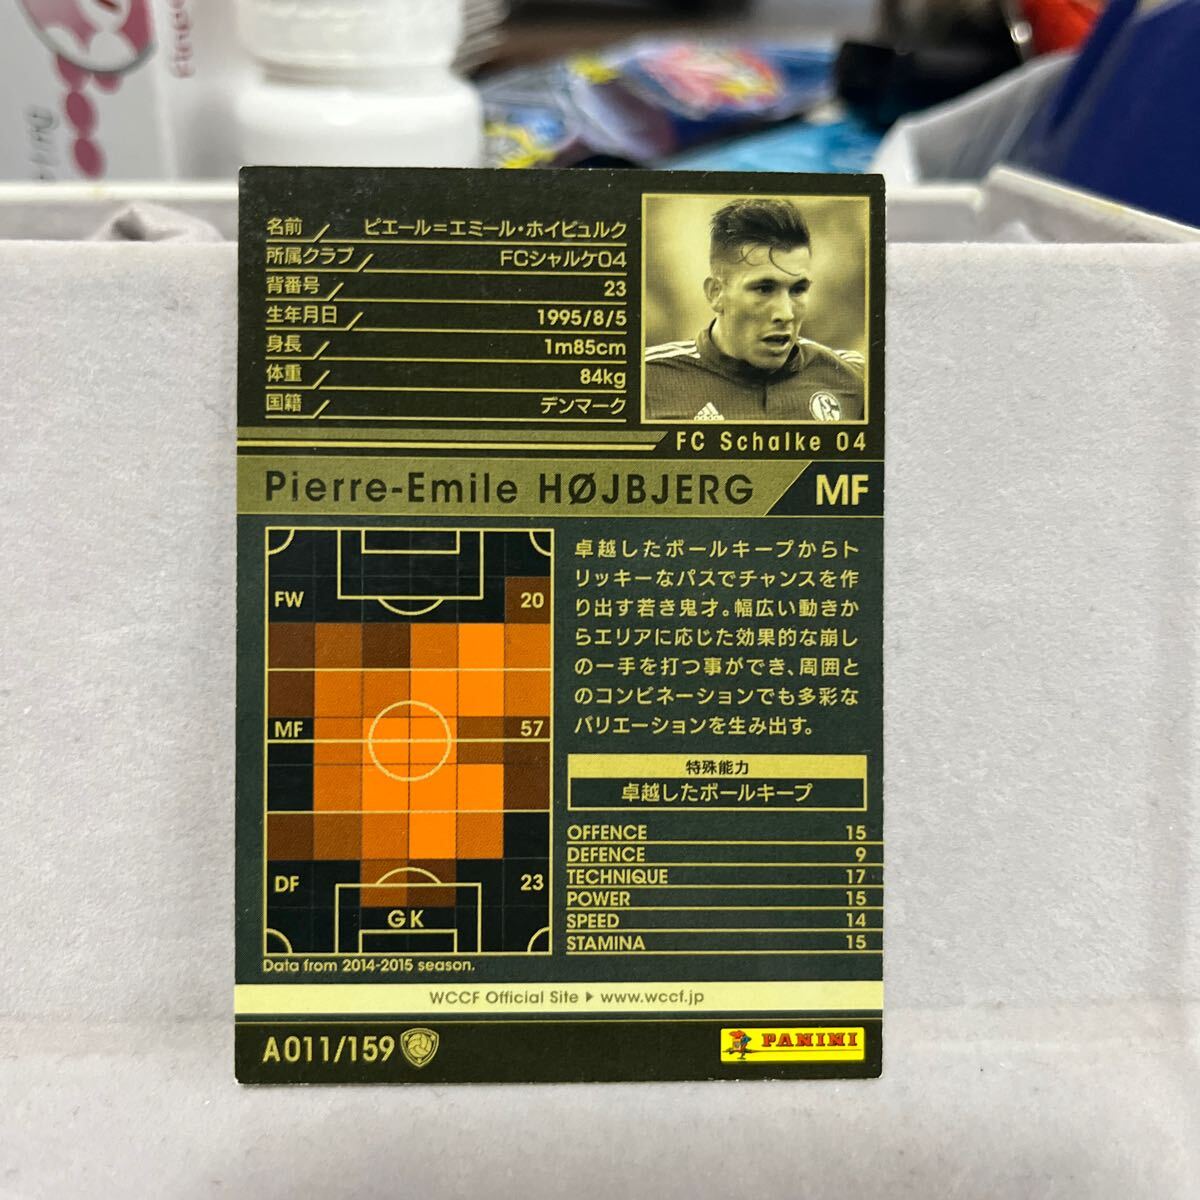 名前 ピエール=エミール・ホイビュルク
所属クラブ FCシャルケ04
背番号 23
生年月日 1995/8/5
身長 1m85cm
体重 84kg
国籍 デンマーク
FC Schalke 04
Pierre-Emile HØJBJERG MF
FW 20
MF 57
DF 23
GK
Data from 2014-2015 season.
卓越したボールキープからト
リッキーなパスでチャンスを作
り出す若き鬼才。幅広い動きか
らエリアに応じた効果的な崩し
の一手を打つ事ができ、周囲と
のコンビネーションでも多彩な
バリエーションを生み出す。
特殊能力
卓越したボールキープ
OFFENCE 15
DEFENCE 9
TECHNIQUE 17
POWER 15
SPEED 14
STAMINA 15
WCCF Official Site ▶ www.wccf.jp
A011/159
PANINI